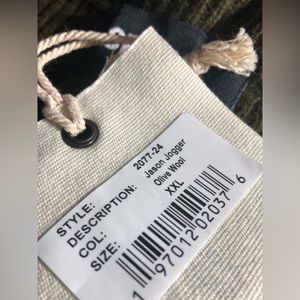 STYLE: 2077-24
DESCRIPTION: Jason Jogger
COL: Olive Wool
SIZE: XXL
1 97012 02037 6